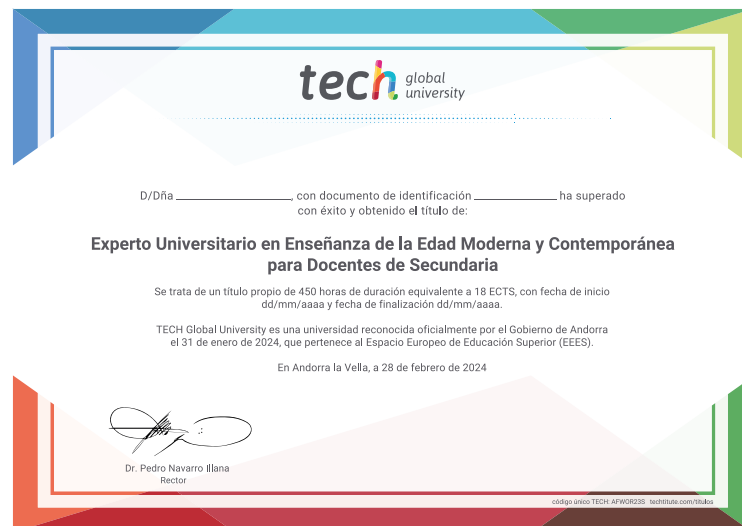 tech global university
D/Dña ____________, con documento de identificación ____________ ha superado
con éxito y obtenido el título de:
Experto Universitario en Enseñanza de la Edad Moderna y Contemporánea
para Docentes de Secundaria
Se trata de un título propio de 450 horas de duración equivalente a 18 ECTS, con fecha de inicio
dd/mm/aaaa y fecha de finalización dd/mm/aaaa.
TECH Global University es una universidad reconocida oficialmente por el Gobierno de Andorra
el 31 de enero de 2024, que pertenece al Espacio Europeo de Educación Superior (EEES).
En Andorra la Vella, a 28 de febrero de 2024
Dr. Pedro Navarro Illana
Rector
código único TECH: AFWOR23S techtitute.com/titulos